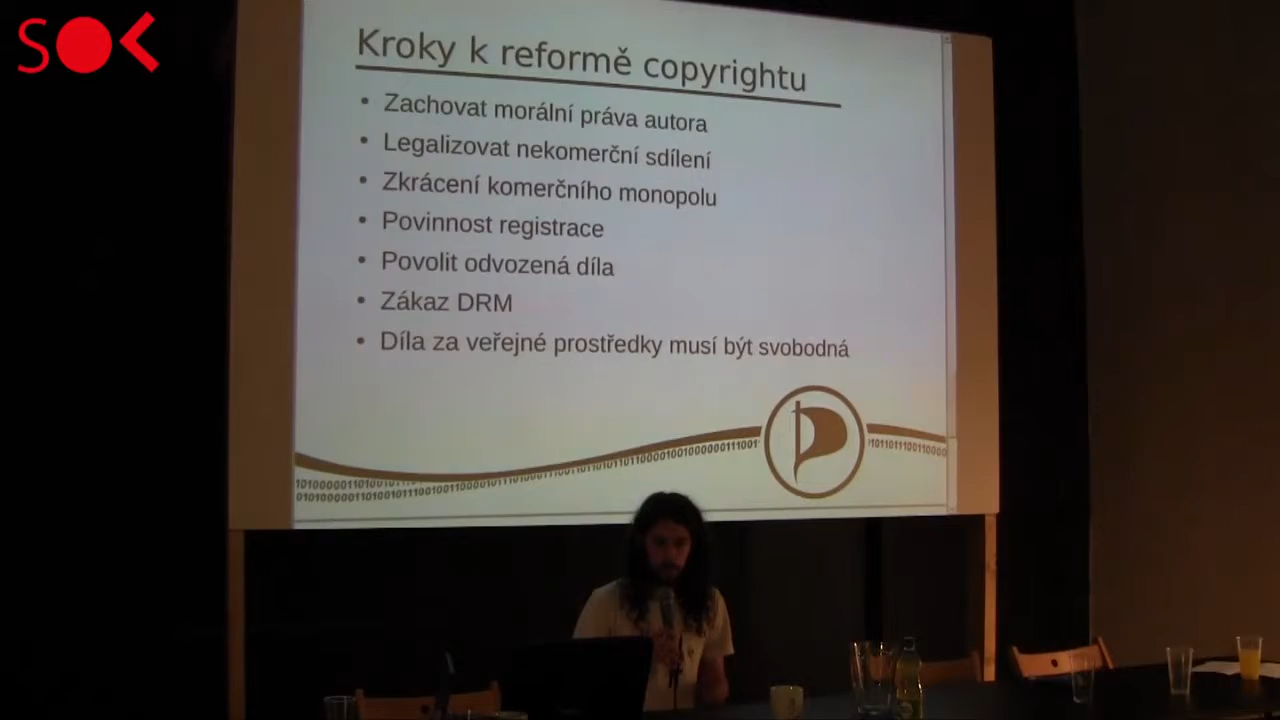 SOK
Kroky k reformě copyrightu
• Zachovat morální práva autora
• Legalizovat nekomerční sdílení
• Zkrácení komerčního monopolu
• Povinnost registrace
• Povolit odvozená díla
• Zákaz DRM
• Díla za veřejné prostředky musí být svobodná